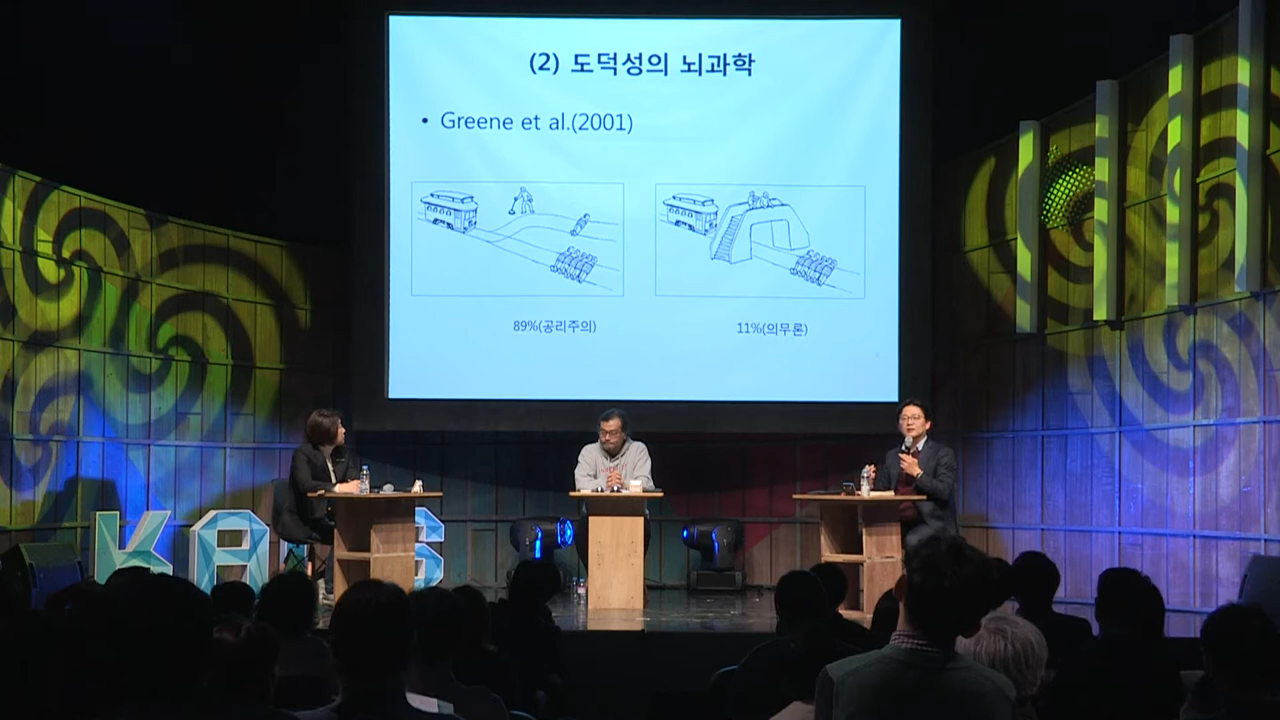 (2) 도덕성의 뇌과학
• Greene et al.(2001)
89%(공리주의)
11%(의무론)
KA S